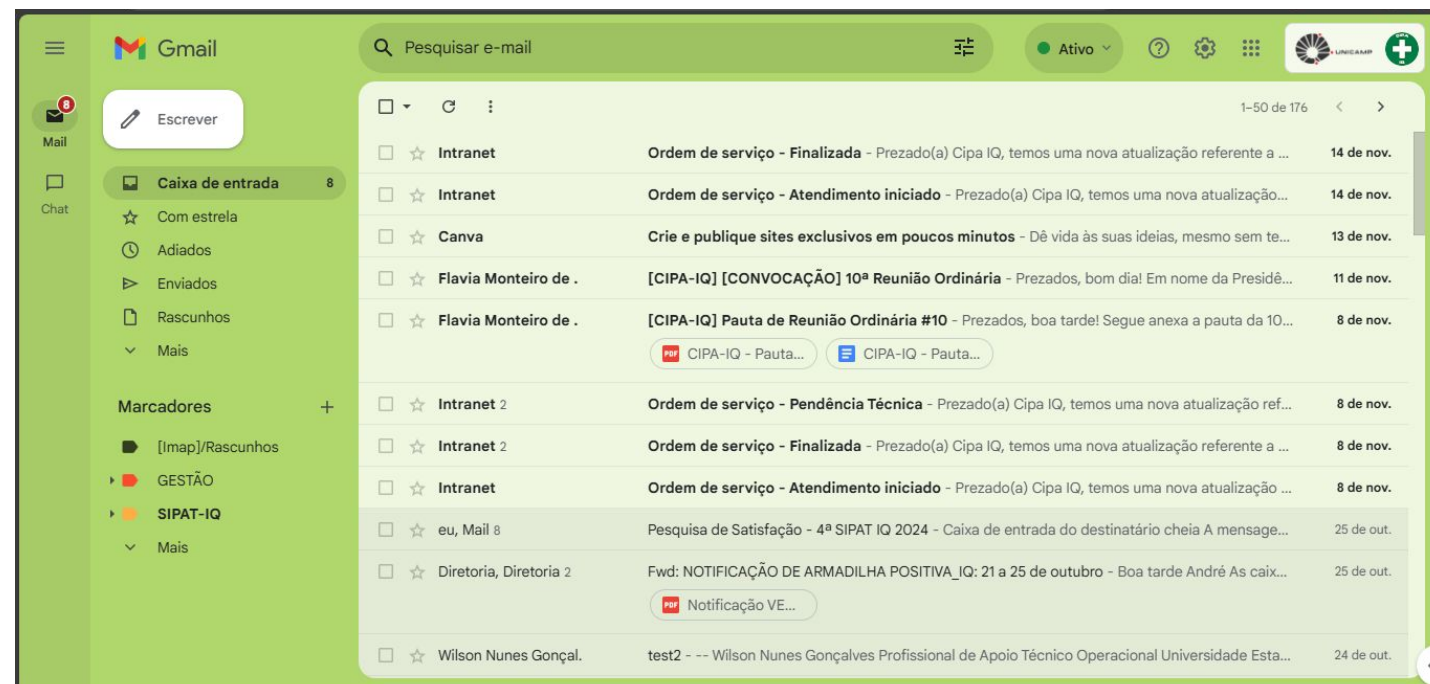 Gmail
Pesquisar e-mail
Ativo
UNICAMP
8
Mail
Chat
Escrever
Caixa de entrada 8
Com estrela
Adiados
Enviados
Rascunhos
Mais
Marcadores
[Imap]/Rascunhos
GESTÃO
SIPAT-IQ
Mais
1–50 de 176
Intranet Ordem de serviço - Finalizada - Prezado(a) Cipa IQ, temos uma nova atualização referente a ... 14 de nov.
Intranet Ordem de serviço - Atendimento iniciado - Prezado(a) Cipa IQ, temos uma nova atualização... 14 de nov.
Canva Crie e publique sites exclusivos em poucos minutos - Dê vida às suas ideias, mesmo sem te... 13 de nov.
Flavia Monteiro de . [CIPA-IQ] [CONVOCAÇÃO] 10ª Reunião Ordinária - Prezados, bom dia! Em nome da Presidê... 11 de nov.
Flavia Monteiro de . [CIPA-IQ] Pauta de Reunião Ordinária #10 - Prezados, boa tarde! Segue anexa a pauta da 10... 8 de nov.
PDF CIPA-IQ - Pauta... CIPA-IQ - Pauta...
Intranet 2 Ordem de serviço - Pendência Técnica - Prezado(a) Cipa IQ, temos uma nova atualização ref... 8 de nov.
Intranet 2 Ordem de serviço - Finalizada - Prezado(a) Cipa IQ, temos uma nova atualização referente a ... 8 de nov.
Intranet Ordem de serviço - Atendimento iniciado - Prezado(a) Cipa IQ, temos uma nova atualização ... 8 de nov.
eu, Mail 8 Pesquisa de Satisfação - 4ª SIPAT IQ 2024 - Caixa de entrada do destinatário cheia A mensage... 25 de out.
Diretoria, Diretoria 2 Fwd: NOTIFICAÇÃO DE ARMADILHA POSITIVA_IQ: 21 a 25 de outubro - Boa tarde André As caix... 25 de out.
PDF Notificação VE...
Wilson Nunes Gonçal. test2 - -- Wilson Nunes Gonçalves Profissional de Apoio Técnico Operacional Universidade Esta... 24 de out.